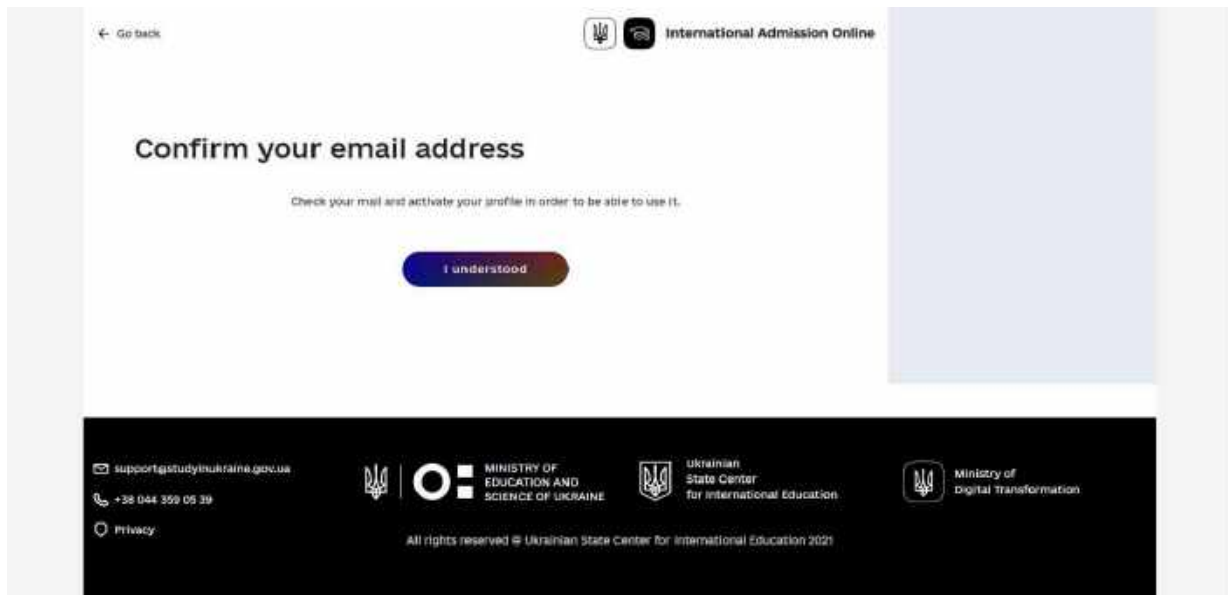 ← Go back
International Admission Online
Confirm your email address
Check your mail and activate your profile in order to be able to use it.
I understood
support@studyinukraine.gov.ua
+38 044 359 05 39
Privacy
MINISTRY OF
EDUCATION AND
SCIENCE OF UKRAINE
Ukrainian
State Center
for International Education
Ministry of
Digital Transformation
All rights reserved @ Ukrainian State Center for International Education 2021